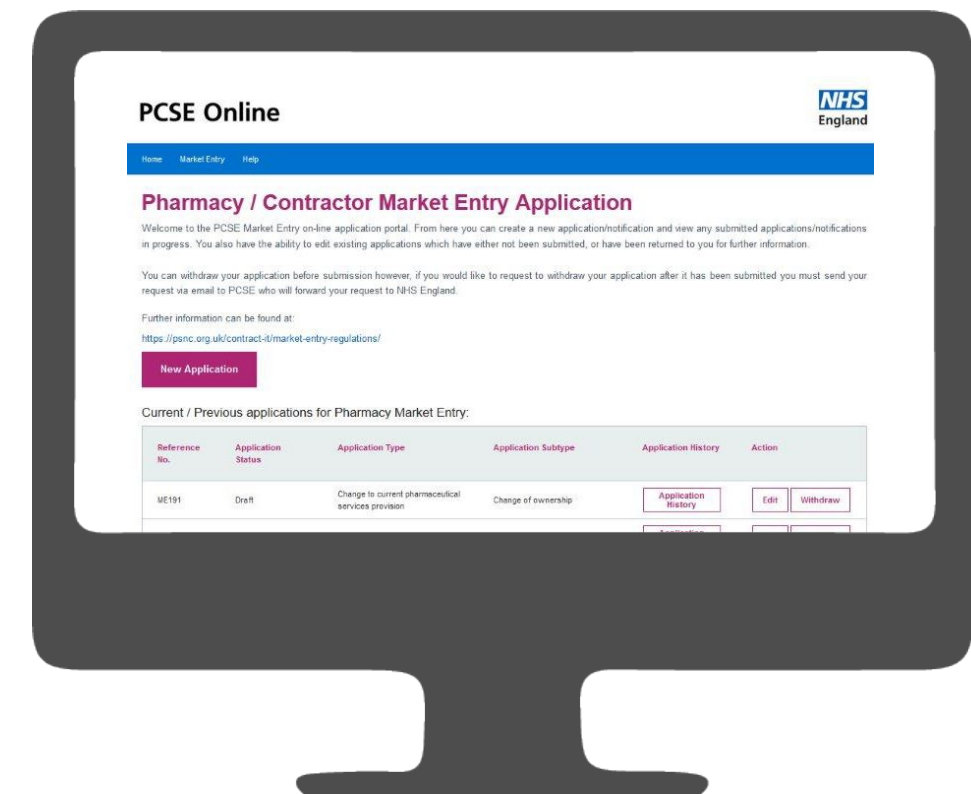 PCSE Online
NHS
England
Home Market Entry Help
Pharmacy / Contractor Market Entry Application
Welcome to the PCSE Market Entry on-line application portal. From here you can create a new application/notification and view any submitted applications/notifications
in progress. You also have the ability to edit existing applications which have either not been submitted, or have been returned to you for further information.
You can withdraw your application before submission however, if you would like to request to withdraw your application after it has been submitted you must send your
request via email to PCSE who will forward your request to NHS England.
Further information can be found at:
https://psnc.org.uk/contract-it/market-entry-regulations/
New Application
Current / Previous applications for Pharmacy Market Entry:
Reference Application Application Type Application Subtype Application History Action
No. Status
ME191 Draft Change to current pharmaceutical Change of ownership Application Edit Withdraw
services provision History